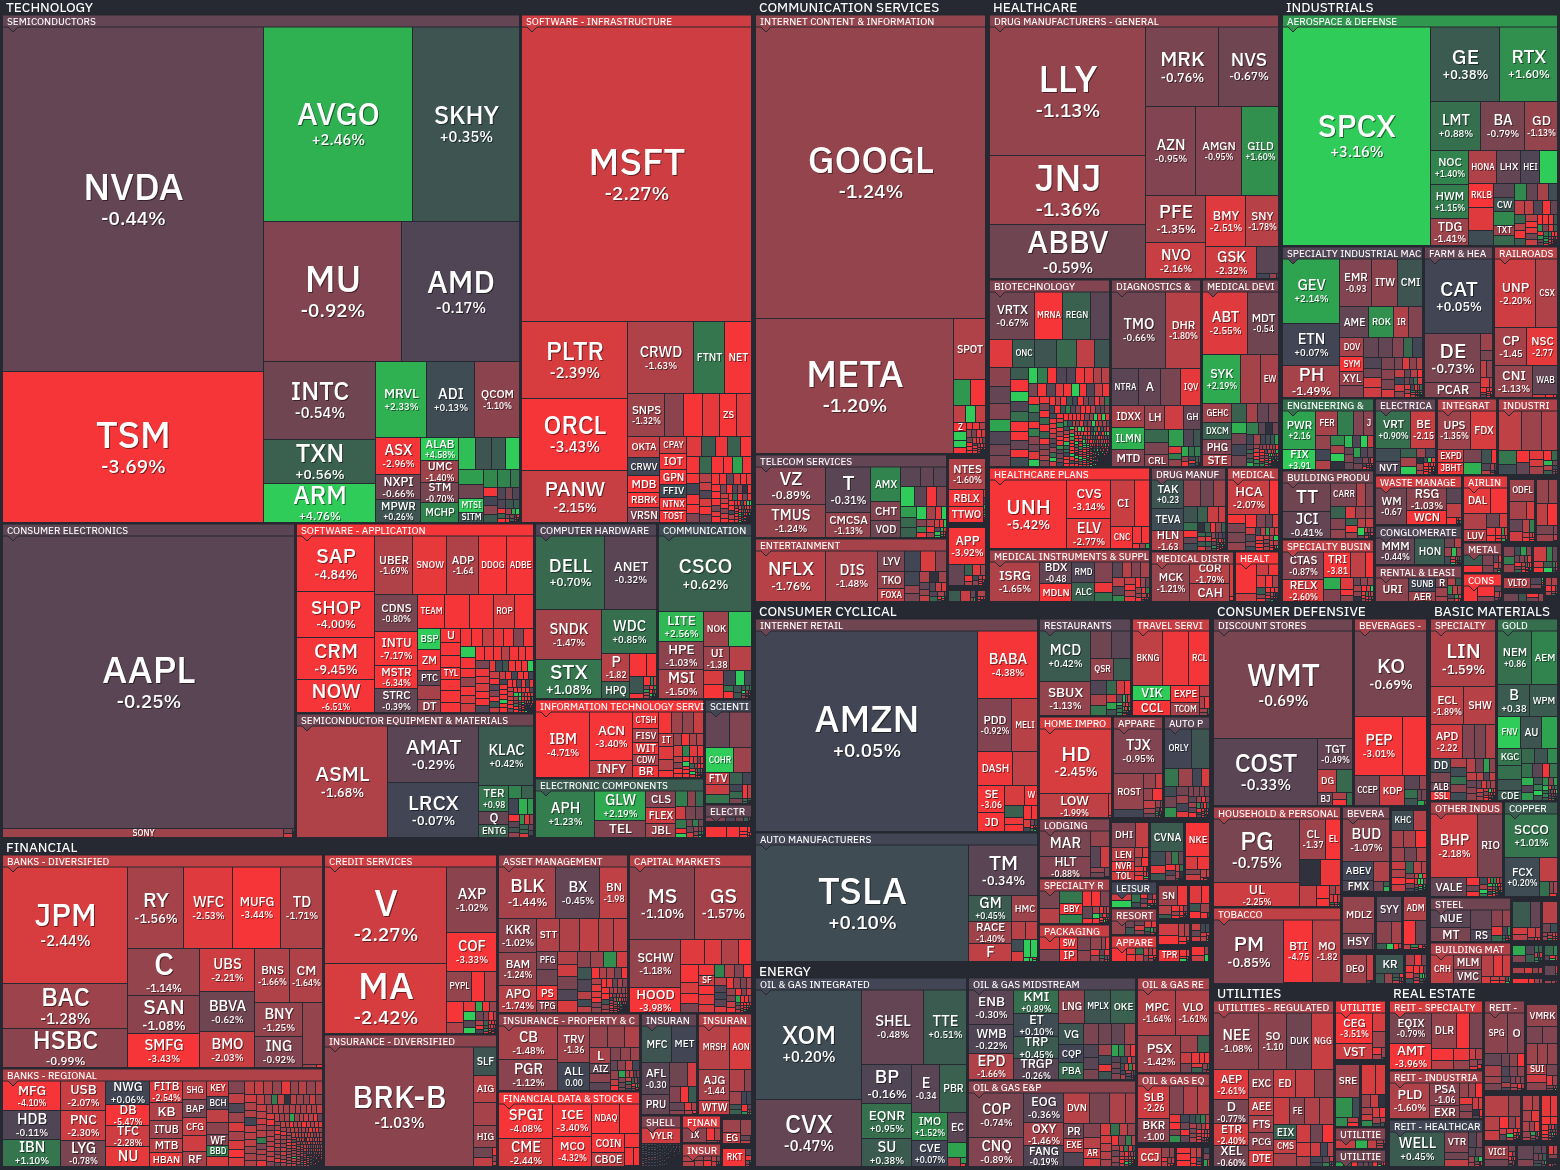 TECHNOLOGY
SEMICONDUCTORS
NVDA
-0.44%
AVGO
+2.46%
SKHY
+0.35%
MU
-0.92%
AMD
-0.17%
TSM
-3.69%
INTC
-0.54%
TXN
+0.56%
ARM
+4.76%
MRVL
+2.33%
ADI
+0.13%
QCOM
-1.10%
ASX
-2.96%
ALAB
+4.58%
NXPI
-0.66%
UMC
-1.40%
MPWR
+0.26%
STM
-0.70%
MCHP
MTSI
SITM
SOFTWARE - INFRASTRUCTURE
MSFT
-2.27%
PLTR
-2.39%
ORCL
-3.43%
PANW
-2.15%
CRWD
-1.63%
FTNT
NET
SNPS
-1.32%
ZS
OKTA
CPAY
CRWV
IOT
MDB
GPN
FFIV
RBRK
NTNX
VRSN
TOST
CONSUMER ELECTRONICS
AAPL
-0.25%
SONY
SOFTWARE - APPLICATION
SAP
-4.84%
SHOP
-4.00%
CRM
-9.45%
NOW
-6.51%
UBER
-1.69%
SNOW
ADP
-1.64
DDOG
ADBE
CDNS
-0.80%
TEAM
ROP
INTU
-7.17%
BSP
U
ZM
MSTR
-6.34%
PTC
TYL
STRC
-0.39%
DT
SEMICONDUCTOR EQUIPMENT & MATERIALS
ASML
-1.68%
AMAT
-0.29%
KLAC
+0.42%
LRCX
-0.07%
TER
+0.98
Q
ENTG
COMPUTER HARDWARE
DELL
+0.70%
ANET
-0.32%
SNDK
-1.47%
WDC
+0.85%
STX
+1.08%
P
-1.82
HPQ
COMMUNICATION
CSCO
+0.62%
LITE
+2.56%
NOK
HPE
-1.03%
UI
-1.38
MSI
-1.50%
INFORMATION TECHNOLOGY SERVI
IBM
-4.71%
ACN
-3.40%
INFY
CTSH
FISV
IT
WIT
CDW
BR
SCIENTI
COHR
FTV
ELECTRONIC COMPONENTS
APH
+1.23%
GLW
+2.19%
TEL
CLS
FLEX
JBL
ELECTR
FINANCIAL
BANKS - DIVERSIFIED
JPM
-2.44%
BAC
-1.28%
HSBC
-0.99%
RY
-1.56%
WFC
-2.53%
MUFG
-3.44%
TD
-1.71%
C
-1.14%
UBS
-2.21%
BNS
-1.66%
CM
-1.64%
SAN
-1.08%
BBVA
-0.62%
BNY
-1.25%
SMFG
-3.43%
BMO
-2.03%
ING
-0.92%
BANKS - REGIONAL
MFG
-4.10%
USB
-2.07%
NWG
+0.06%
FITB
-2.54%
SHG
KEY
HDB
-0.11%
PNC
-2.30%
DB
-5.47%
KB
BAP
BCH
TFC
-2.28%
ITUB
CFG
IBN
+1.10%
LYG
-0.78%
NU
MTB
WF
HBAN
RF
BBD
CREDIT SERVICES
V
-2.27%
MA
-2.42%
AXP
-1.02%
COF
-3.33%
PYPL
INSURANCE - DIVERSIFIED
BRK-B
-1.03%
SLF
AIG
HIG
ASSET MANAGEMENT
BLK
-1.44%
BX
-0.45%
BN
-1.98
KKR
-1.02%
STT
BAM
-1.24%
PFG
APO
-1.74%
PS
TPG
CAPITAL MARKETS
MS
-1.10%
GS
-1.57%
SCHW
-1.18%
SF
HOOD
-3.98%
INSURANCE - PROPERTY & C
CB
-1.48%
TRV
-1.36
L
PGR
-1.12%
ALL
0.00
AIZ
INSURAN
MFC
MET
AFL
-0.30
PRU
INSURAN
MRSH
AON
AJG
-1.44
WTW
FINANCIAL DATA & STOCK E
SPGI
-4.08%
ICE
-3.40%
NDAQ
CME
-2.44%
MCO
-4.32%
COIN
CBOE
SHELL
VYLR
FINAN
IX
EG
INSUR
RKT
COMMUNICATION SERVICES
INTERNET CONTENT & INFORMATION
GOOGL
-1.24%
META
-1.20%
SPOT
Z
TELECOM SERVICES
VZ
-0.89%
T
-0.31%
AMX
TMUS
-1.24%
CMCSA
-1.13%
CHT
VOD
NTES
-1.60%
RBLX
TTWO
ENTERTAINMENT
NFLX
-1.76%
DIS
-1.48%
LYV
TKO
FOXA
APP
-3.92%
HEALTHCARE
DRUG MANUFACTURERS - GENERAL
LLY
-1.13%
JNJ
-1.36%
ABBV
-0.59%
MRK
-0.76%
NVS
-0.67%
AZN
-0.95%
AMGN
-0.95%
GILD
+1.60%
PFE
-1.35%
BMY
-2.51%
SNY
-1.78%
NVO
-2.16%
GSK
-2.32%
BIOTECHNOLOGY
VRTX
-0.67%
MRNA
REGN
ONC
DIAGNOSTICS &
TMO
-0.66%
DHR
-1.80%
NTRA
A
IQV
IDXX
LH
GH
ILMN
MTD
CRL
MEDICAL DEVI
ABT
-2.55%
MDT
-0.54
SYK
+2.19%
EW
GEHC
DXCM
PHG
STE
HEALTHCARE PLANS
UNH
-5.42%
CVS
-3.14%
CI
ELV
-2.77%
CNC
DRUG MANUF
TAK
+0.23
TEVA
HLN
-1.63
MEDICAL
HCA
-2.07%
MEDICAL INSTRUMENTS & SUPPL
ISRG
-1.65%
BDX
-0.48
RMD
MDLN
ALC
MEDICAL DISTR
MCK
-1.21%
COR
-1.79%
CAH
HEALT
INDUSTRIALS
AEROSPACE & DEFENSE
SPCX
+3.16%
GE
+0.38%
RTX
+1.60%
LMT
+0.88%
BA
-0.79%
GD
-1.13%
NOC
+1.40%
HONA
LHX
HEI
HWM
+1.15%
RKLB
CW
TDG
-1.41%
TXT
SPECIALTY INDUSTRIAL MAC
GEV
+2.14%
EMR
-0.93
ITW
CMI
ETN
+0.07%
AME
ROK
IR
DOV
PH
-1.49%
SYM
XYL
FARM & HEA
CAT
+0.05%
DE
-0.73%
PCAR
RAILROADS
UNP
-2.20%
CSX
CP
-1.45
NSC
-2.77
CNI
-1.13%
WAB
ENGINEERING &
PWR
+2.16
FER
J
FIX
+3.91
ELECTRICA
VRT
+0.90%
BE
-2.15
NVT
INTEGRAT
UPS
-1.35%
FDX
EXPD
JBHT
INDUSTRI
BUILDING PRODU
TT
CARR
JCI
-0.41%
WASTE MANAGE
WM
-0.67
RSG
-1.03%
WCN
AIRLIN
DAL
LUV
ODFL
CONGLOMERATE
MMM
-0.44%
HON
METAL
SPECIALTY BUSIN
CTAS
-0.87%
TRI
-3.81
RELX
-2.60%
RENTAL & LEASI
URI
SUNB
R
AER
CONS
VLTO
CONSUMER CYCLICAL
INTERNET RETAIL
AMZN
+0.05%
BABA
-4.38%
PDD
-0.92%
MELI
DASH
SE
-3.06
W
JD
AUTO MANUFACTURERS
TSLA
+0.10%
TM
-0.34%
GM
+0.45%
HMC
RACE
-1.40%
F
RESTAURANTS
MCD
+0.42%
QSR
SBUX
-1.13%
TRAVEL SERVI
BKNG
RCL
VIK
EXPE
CCL
TCOM
HOME IMPRO
HD
-2.45%
LOW
-1.99%
APPARE
TJX
-0.95%
ROST
AUTO P
ORLY
LODGING
MAR
HLT
-0.88%
DHI
LEN
NVR
TOL
CVNA
NKE
SPECIALTY R
BBY
LEISUR
SN
RESORT
PACKAGING
SW
IP
APPARE
TPR
CONSUMER DEFENSIVE
DISCOUNT STORES
WMT
-0.69%
COST
-0.33%
TGT
-0.49%
DG
BJ
BEVERAGES -
KO
-0.69%
PEP
-3.01%
CCEP
KDP
HOUSEHOLD & PERSONAL
PG
-0.75%
CL
-1.37
EL
UL
-2.25%
BEVERA
BUD
-1.07%
KHC
ABEV
FMX
TOBACCO
PM
-0.85%
BTI
-4.75
MO
-1.82
MDLZ
SYY
ADM
HSY
DEO
KR
BASIC MATERIALS
SPECIALTY
LIN
-1.59%
ECL
-1.89%
SHW
APD
-2.22
DD
ALB
SSL
GOLD
NEM
+0.86
AEM
B
+0.38
WPM
FNV
AU
KGC
CDE
OTHER INDUS
BHP
-2.18%
RIO
VALE
COPPER
SCCO
+1.01%
FCX
+0.20%
STEEL
NUE
MT
RS
BUILDING MAT
CRH
MLM
VMC
ENERGY
OIL & GAS INTEGRATED
XOM
+0.20%
CVX
-0.47%
SHEL
-0.48%
TTE
+0.51%
BP
-0.16%
E
-0.34
PBR
EQNR
+0.95%
IMO
+1.52%
EC
SU
+0.38%
CVE
+0.07%
OIL & GAS MIDSTREAM
ENB
-0.30%
KMI
+0.89%
LNG
MPLX
OKE
WMB
-0.22%
ET
+0.10%
VG
TRP
+0.45%
CQP
EPD
-1.66%
TRGP
-0.26%
PBA
OIL & GAS RE
MPC
-1.64%
VLO
-1.61%
PSX
-1.42%
OIL & GAS E&P
COP
-0.74%
EOG
-0.36%
DVN
OXY
-1.46%
PR
CNQ
-0.89%
EXE
FANG
-0.19%
AR
OIL & GAS EQ
SLB
-2.26
BKR
-1.00
CCJ
UTILITIES
UTILITIES - REGULATED
NEE
-1.08%
SO
-1.10
DUK
NGG
AEP
-2.61%
EXC
ED
D
-0.77%
AEE
FE
ETR
-2.40%
FTS
EIX
PCG
CMS
XEL
-0.60%
DTE
UTILITIE
CEG
-3.51%
VST
SRE
UTILITIE
UTILITIE
REAL ESTATE
REIT - SPECIALTY
EQIX
-0.79%
DLR
AMT
-3.96%
REIT -
SPG
O
VMRK
SUI
REIT - INDUSTRIA
PLD
-1.60%
PSA
-1.06
EXR
REIT - HEALTHCAR
WELL
+0.45%
VTR
VICI